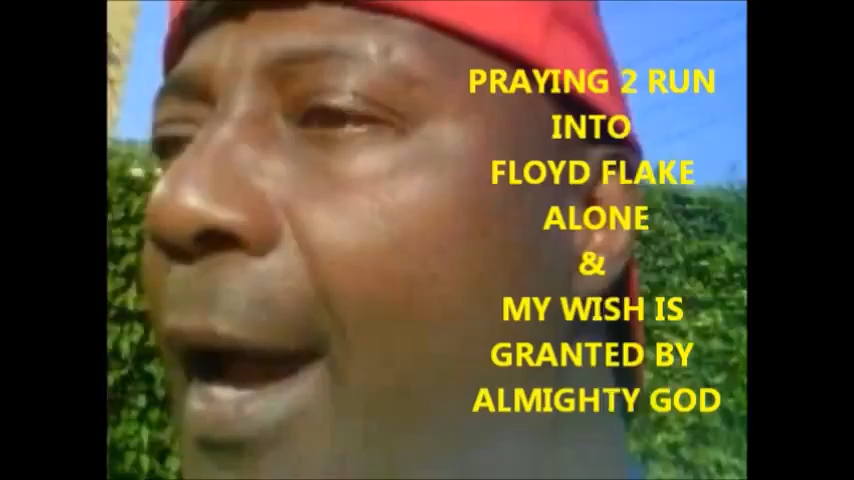 PRAYING 2 RUN
INTO
FLOYD FLAKE
ALONE
&
MY WISH IS
GRANTED BY
ALMIGHTY GOD